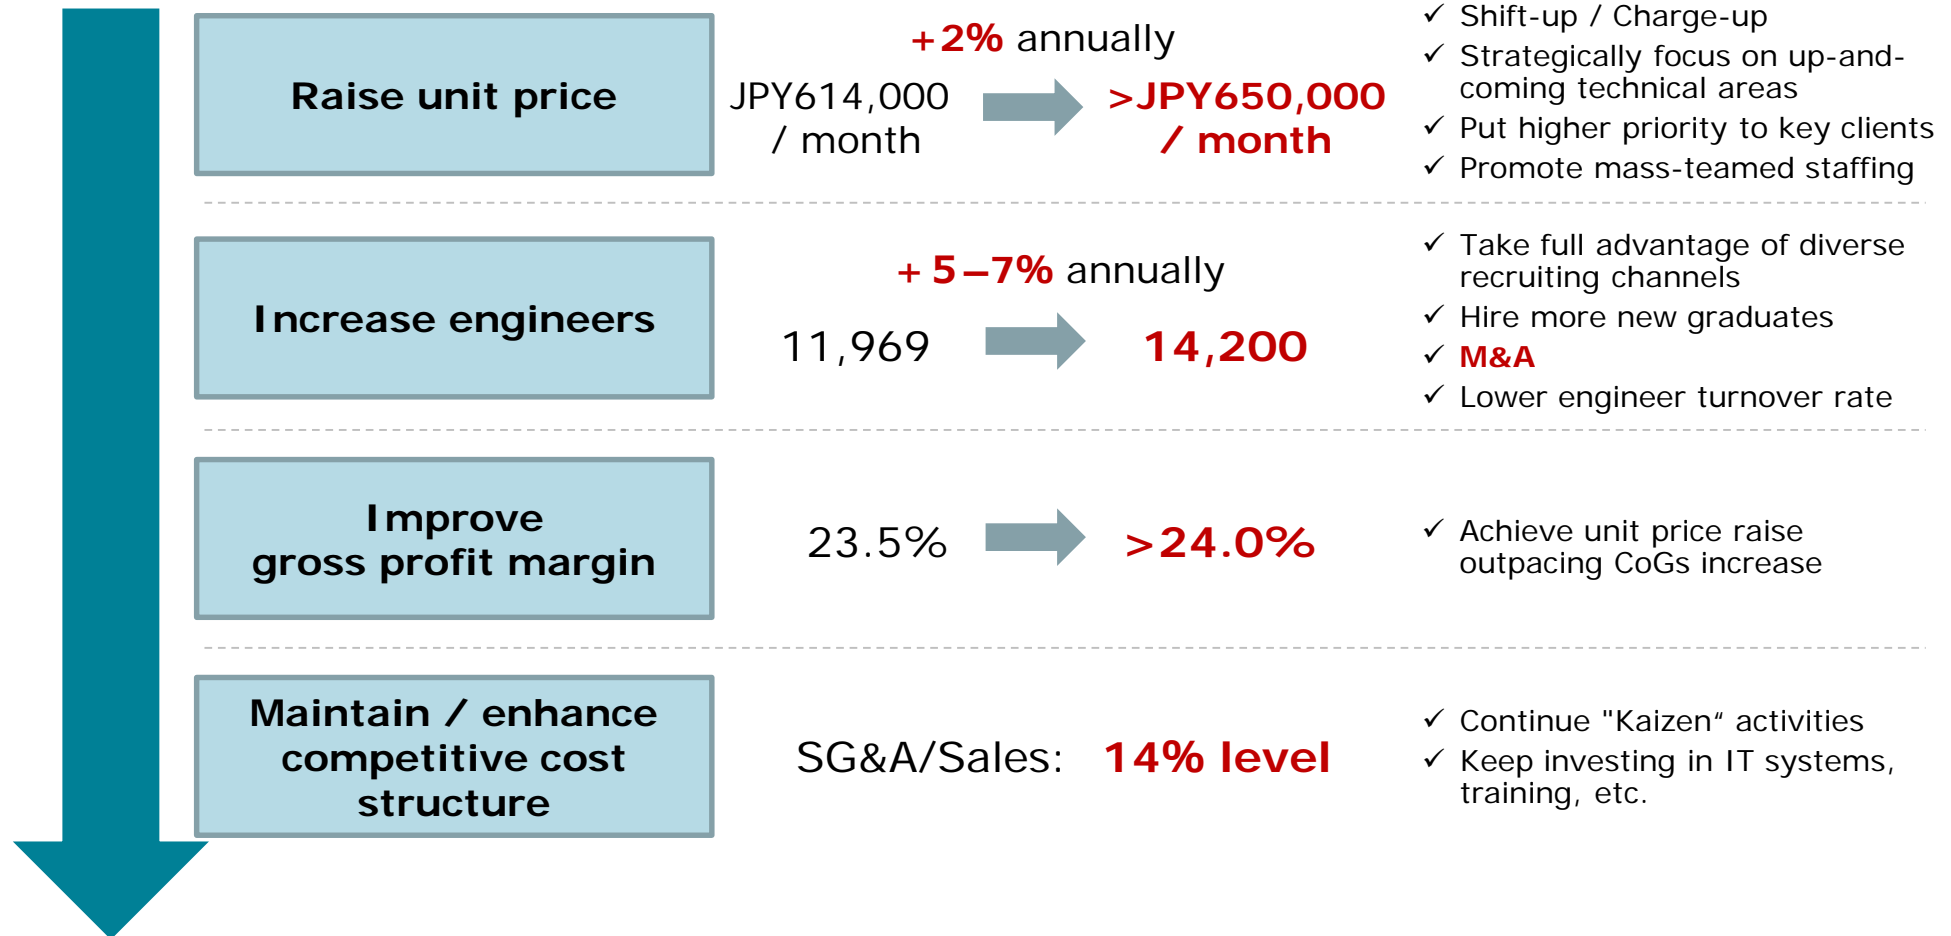 Raise unit price
+2% annually
JPY614,000
/ month
>JPY650,000
/ month
✓ Shift-up / Charge-up
✓ Strategically focus on up-and-
coming technical areas
✓ Put higher priority to key clients
✓ Promote mass-teamed staffing
Increase engineers
+ 5–7% annually
11,969
14,200
✓ Take full advantage of diverse
recruiting channels
✓ Hire more new graduates
✓ M&A
✓ Lower engineer turnover rate
Improve
gross profit margin
23.5%
>24.0%
✓ Achieve unit price raise
outpacing CoGs increase
Maintain / enhance
competitive cost
structure
SG&A/Sales: 14% level
✓ Continue "Kaizen“ activities
✓ Keep investing in IT systems,
training, etc.